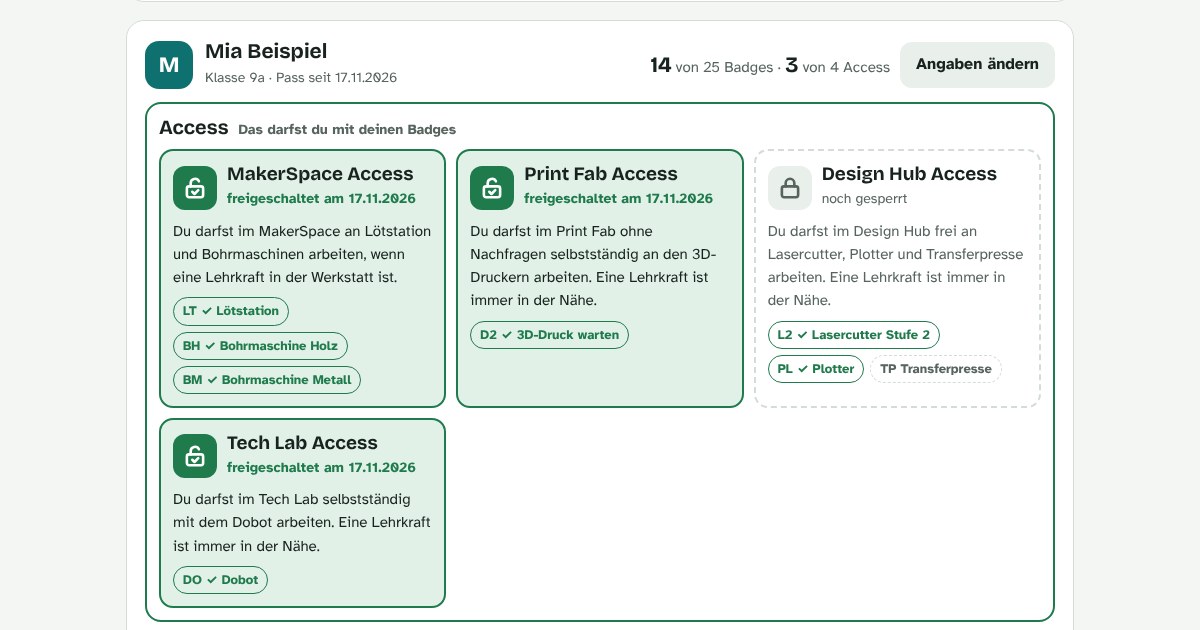 M
Mia Beispiel
Klasse 9a · Pass seit 17.11.2026
14 von 25 Badges · 3 von 4 Access
Angaben ändern
Access Das darfst du mit deinen Badges
MakerSpace Access
freigeschaltet am 17.11.2026
Du darfst im MakerSpace an Lötstation
und Bohrmaschinen arbeiten, wenn
eine Lehrkraft in der Werkstatt ist.
LT ✓ Lötstation
BH ✓ Bohrmaschine Holz
BM ✓ Bohrmaschine Metall
Print Fab Access
freigeschaltet am 17.11.2026
Du darfst im Print Fab ohne
Nachfragen selbstständig an den 3D-
Druckern arbeiten. Eine Lehrkraft ist
immer in der Nähe.
D2 ✓ 3D-Druck warten
Design Hub Access
noch gesperrt
Du darfst im Design Hub frei an
Lasercutter, Plotter und Transferpresse
arbeiten. Eine Lehrkraft ist immer in
der Nähe.
L2 ✓ Lasercutter Stufe 2
PL ✓ Plotter
TP Transferpresse
Tech Lab Access
freigeschaltet am 17.11.2026
Du darfst im Tech Lab selbstständig
mit dem Dobot arbeiten. Eine Lehrkraft
ist immer in der Nähe.
DO ✓ Dobot